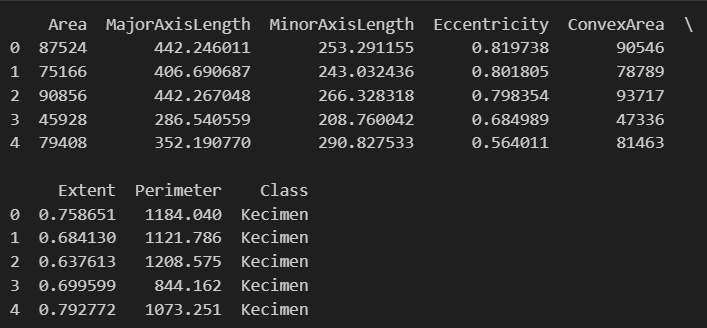 Area MajorAxisLength MinorAxisLength Eccentricity ConvexArea \
0 87524 442.246011 253.291155 0.819738 90546
1 75166 406.690687 243.032436 0.801805 78789
2 90856 442.267048 266.328318 0.798354 93717
3 45928 286.540559 208.760042 0.684989 47336
4 79408 352.190770 290.827533 0.564011 81463
Extent Perimeter Class
0 0.758651 1184.040 Kecimen
1 0.684130 1121.786 Kecimen
2 0.637613 1208.575 Kecimen
3 0.699599 844.162 Kecimen
4 0.792772 1073.251 Kecimen